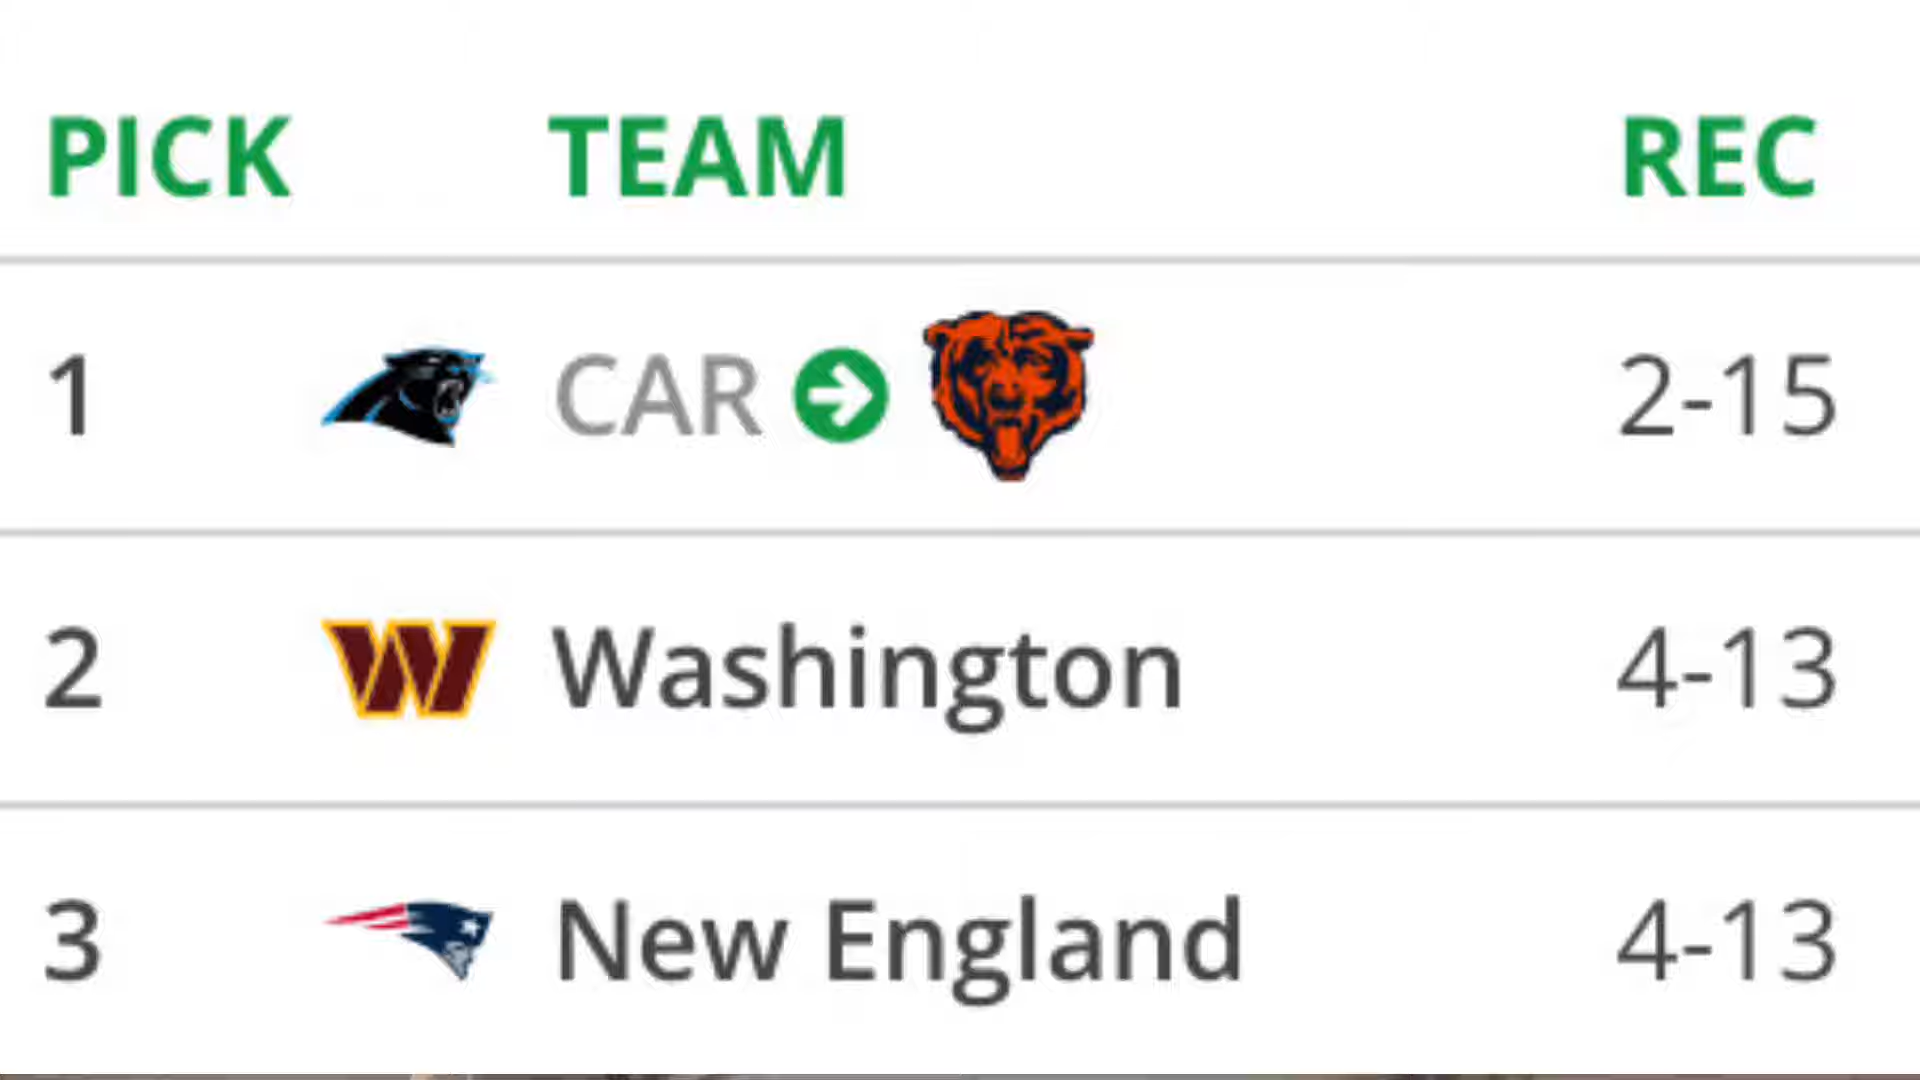 PICK TEAM REC
1 CAR 2-15
2 Washington 4-13
3 New England 4-13